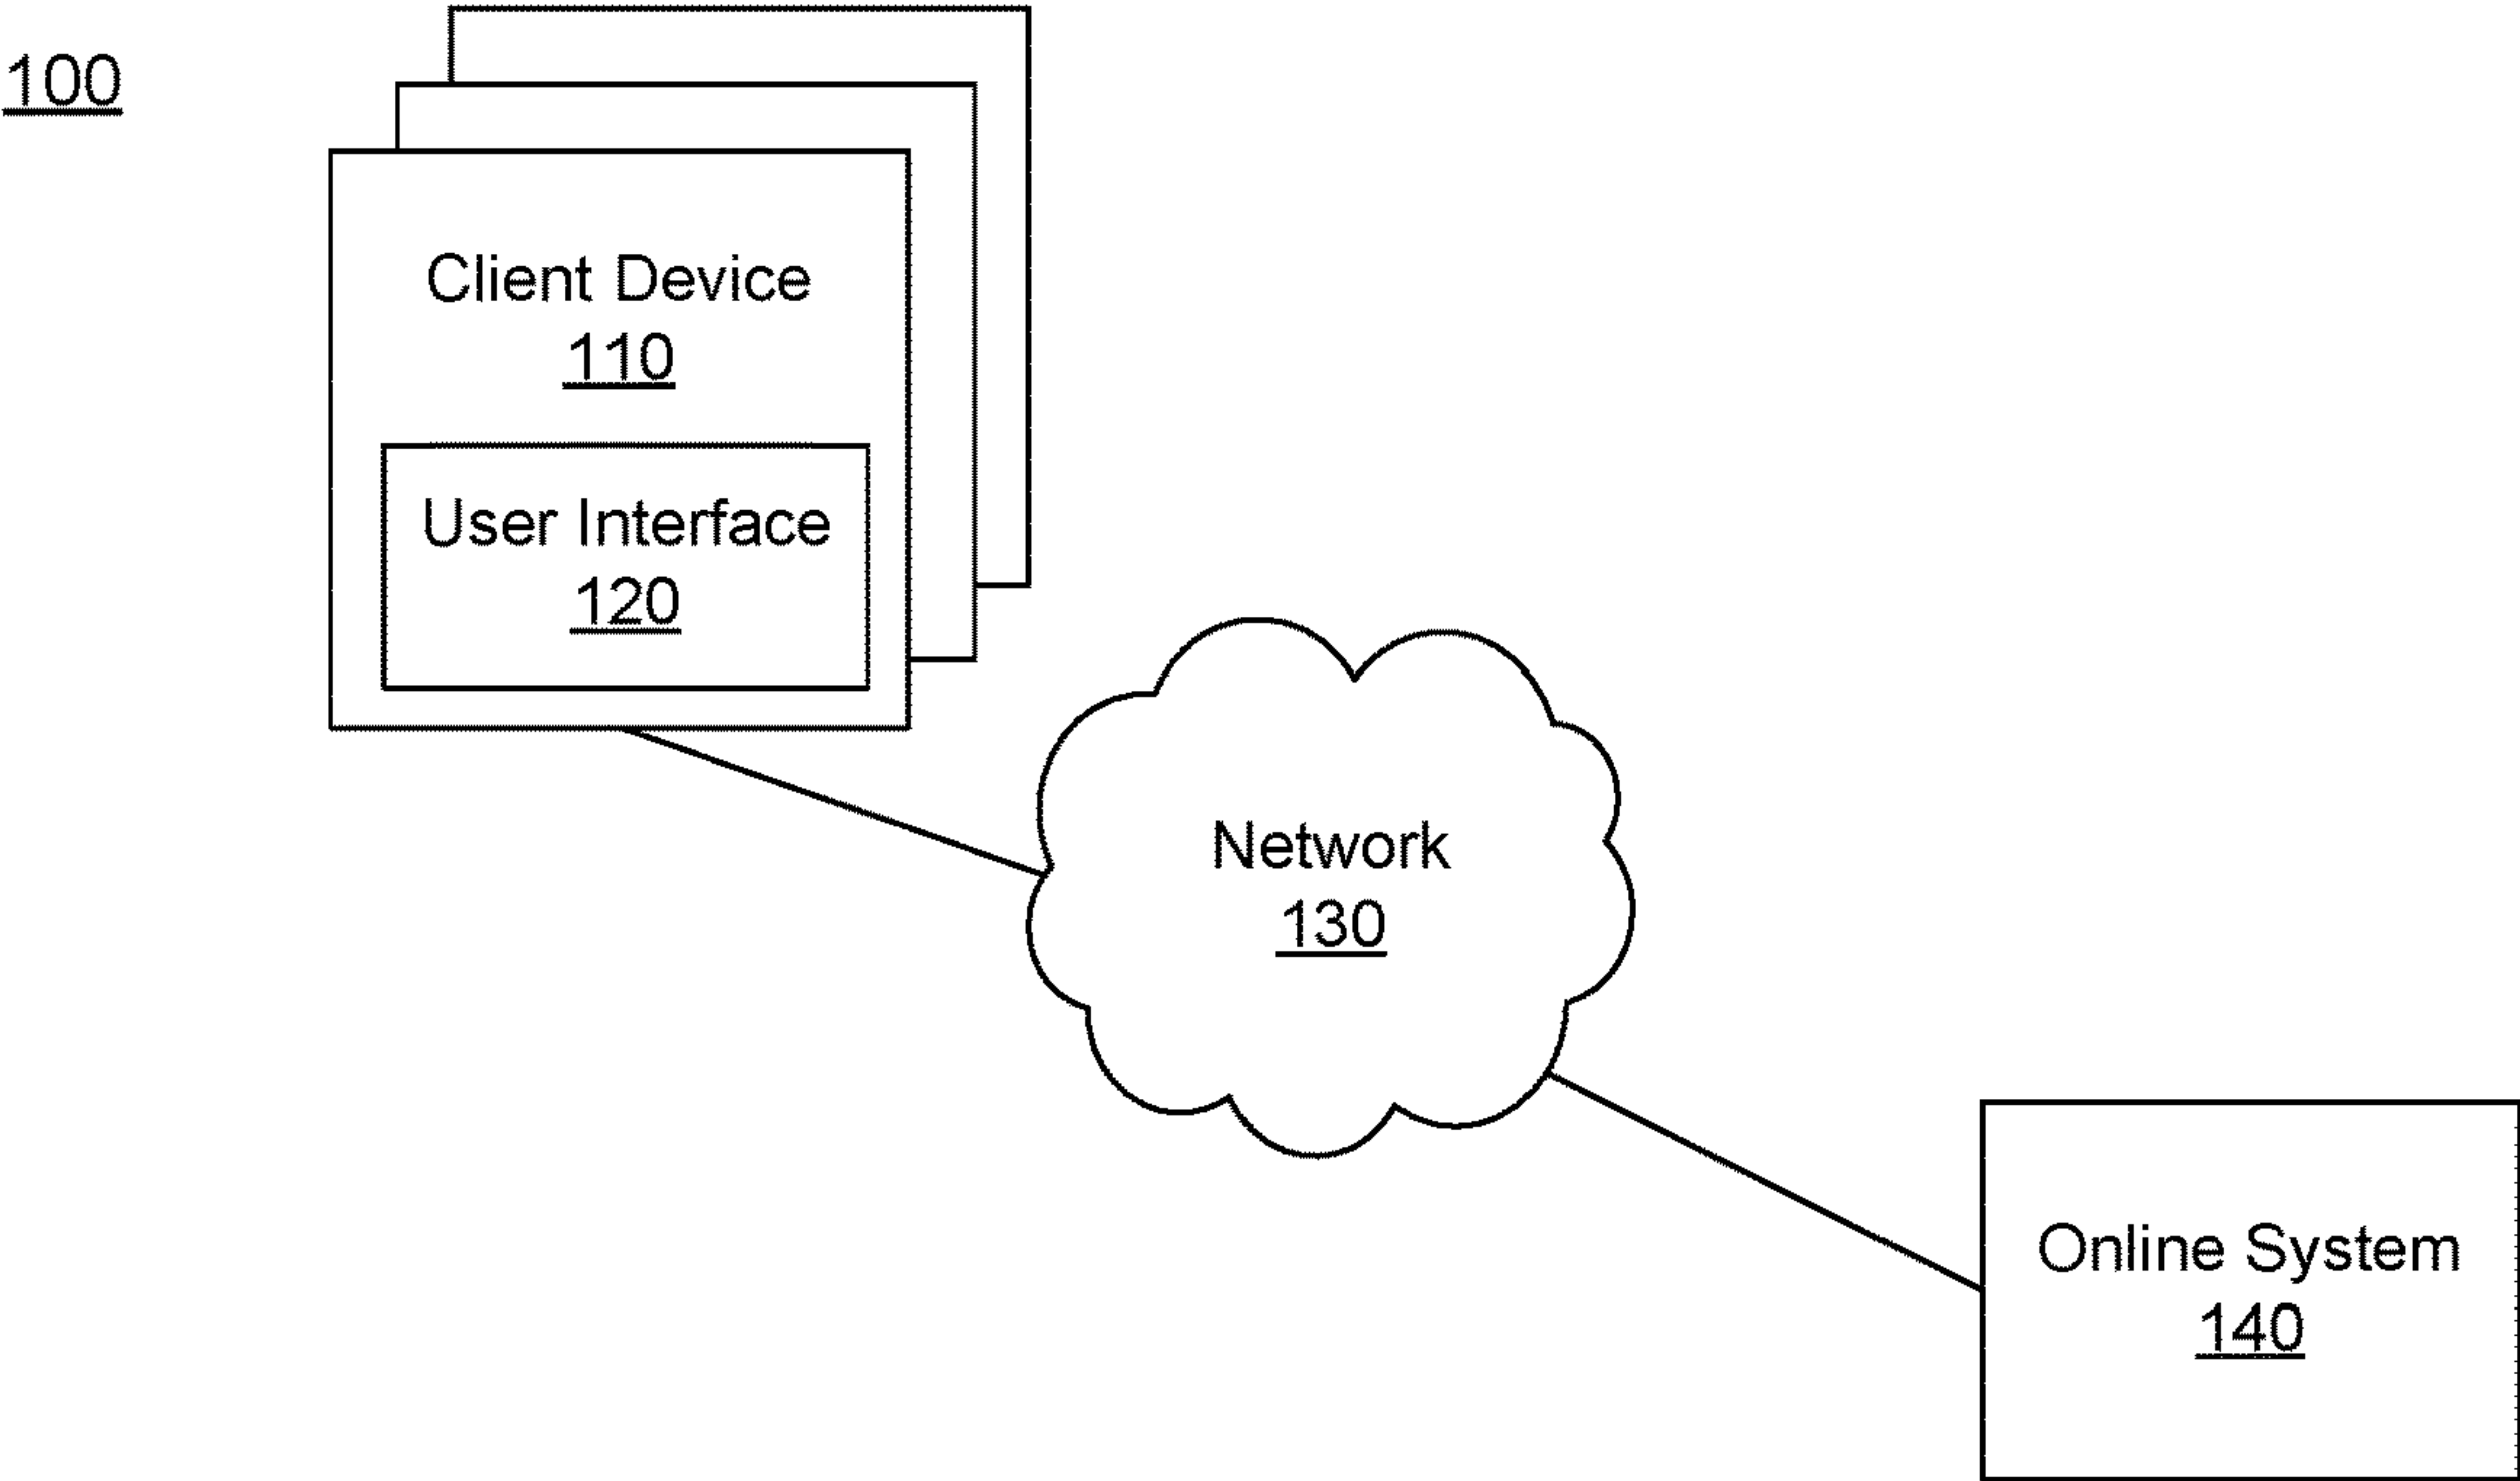 100
Client Device
110
User Interface
120
Network
130
Online System
140